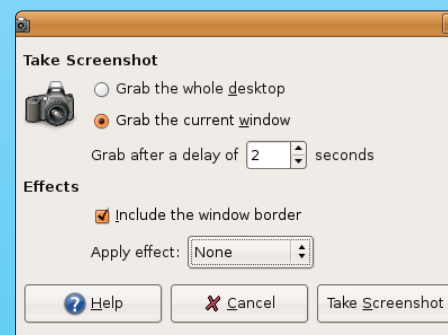 Take Screenshot
Grab the whole desktop
Grab the current window
Grab after a delay of 2 seconds
Effects
Include the window border
Apply effect: None
Help Cancel Take Screenshot